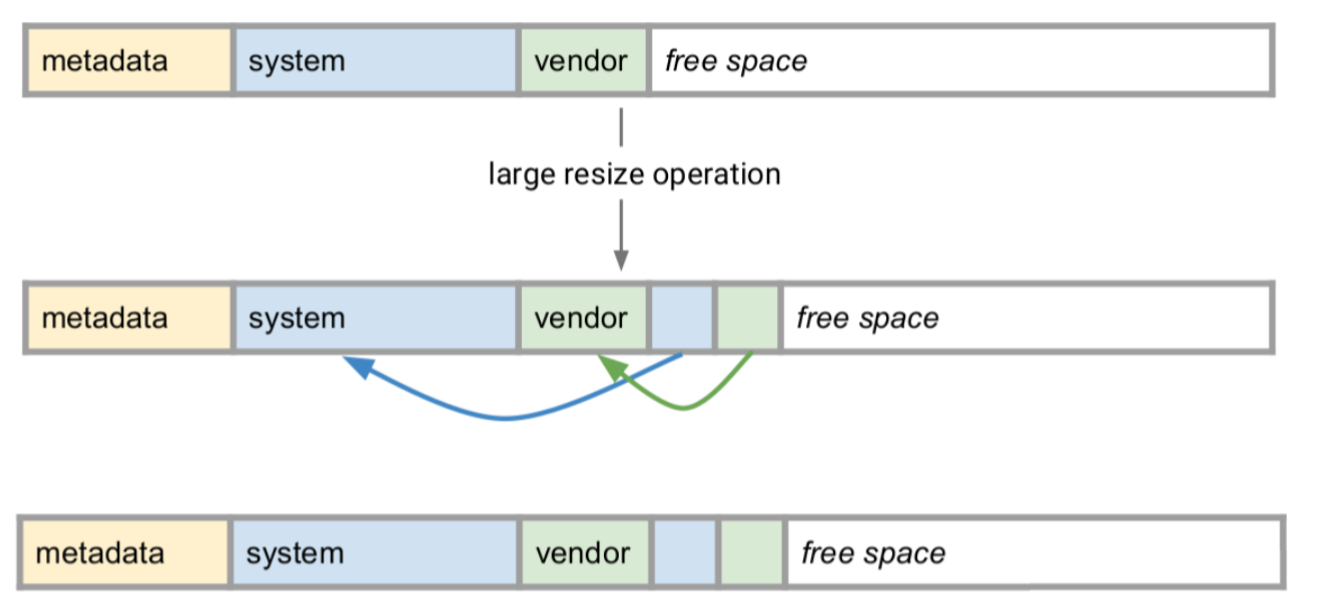 metadata system vendor free space
large resize operation
metadata system vendor free space
metadata system vendor free space